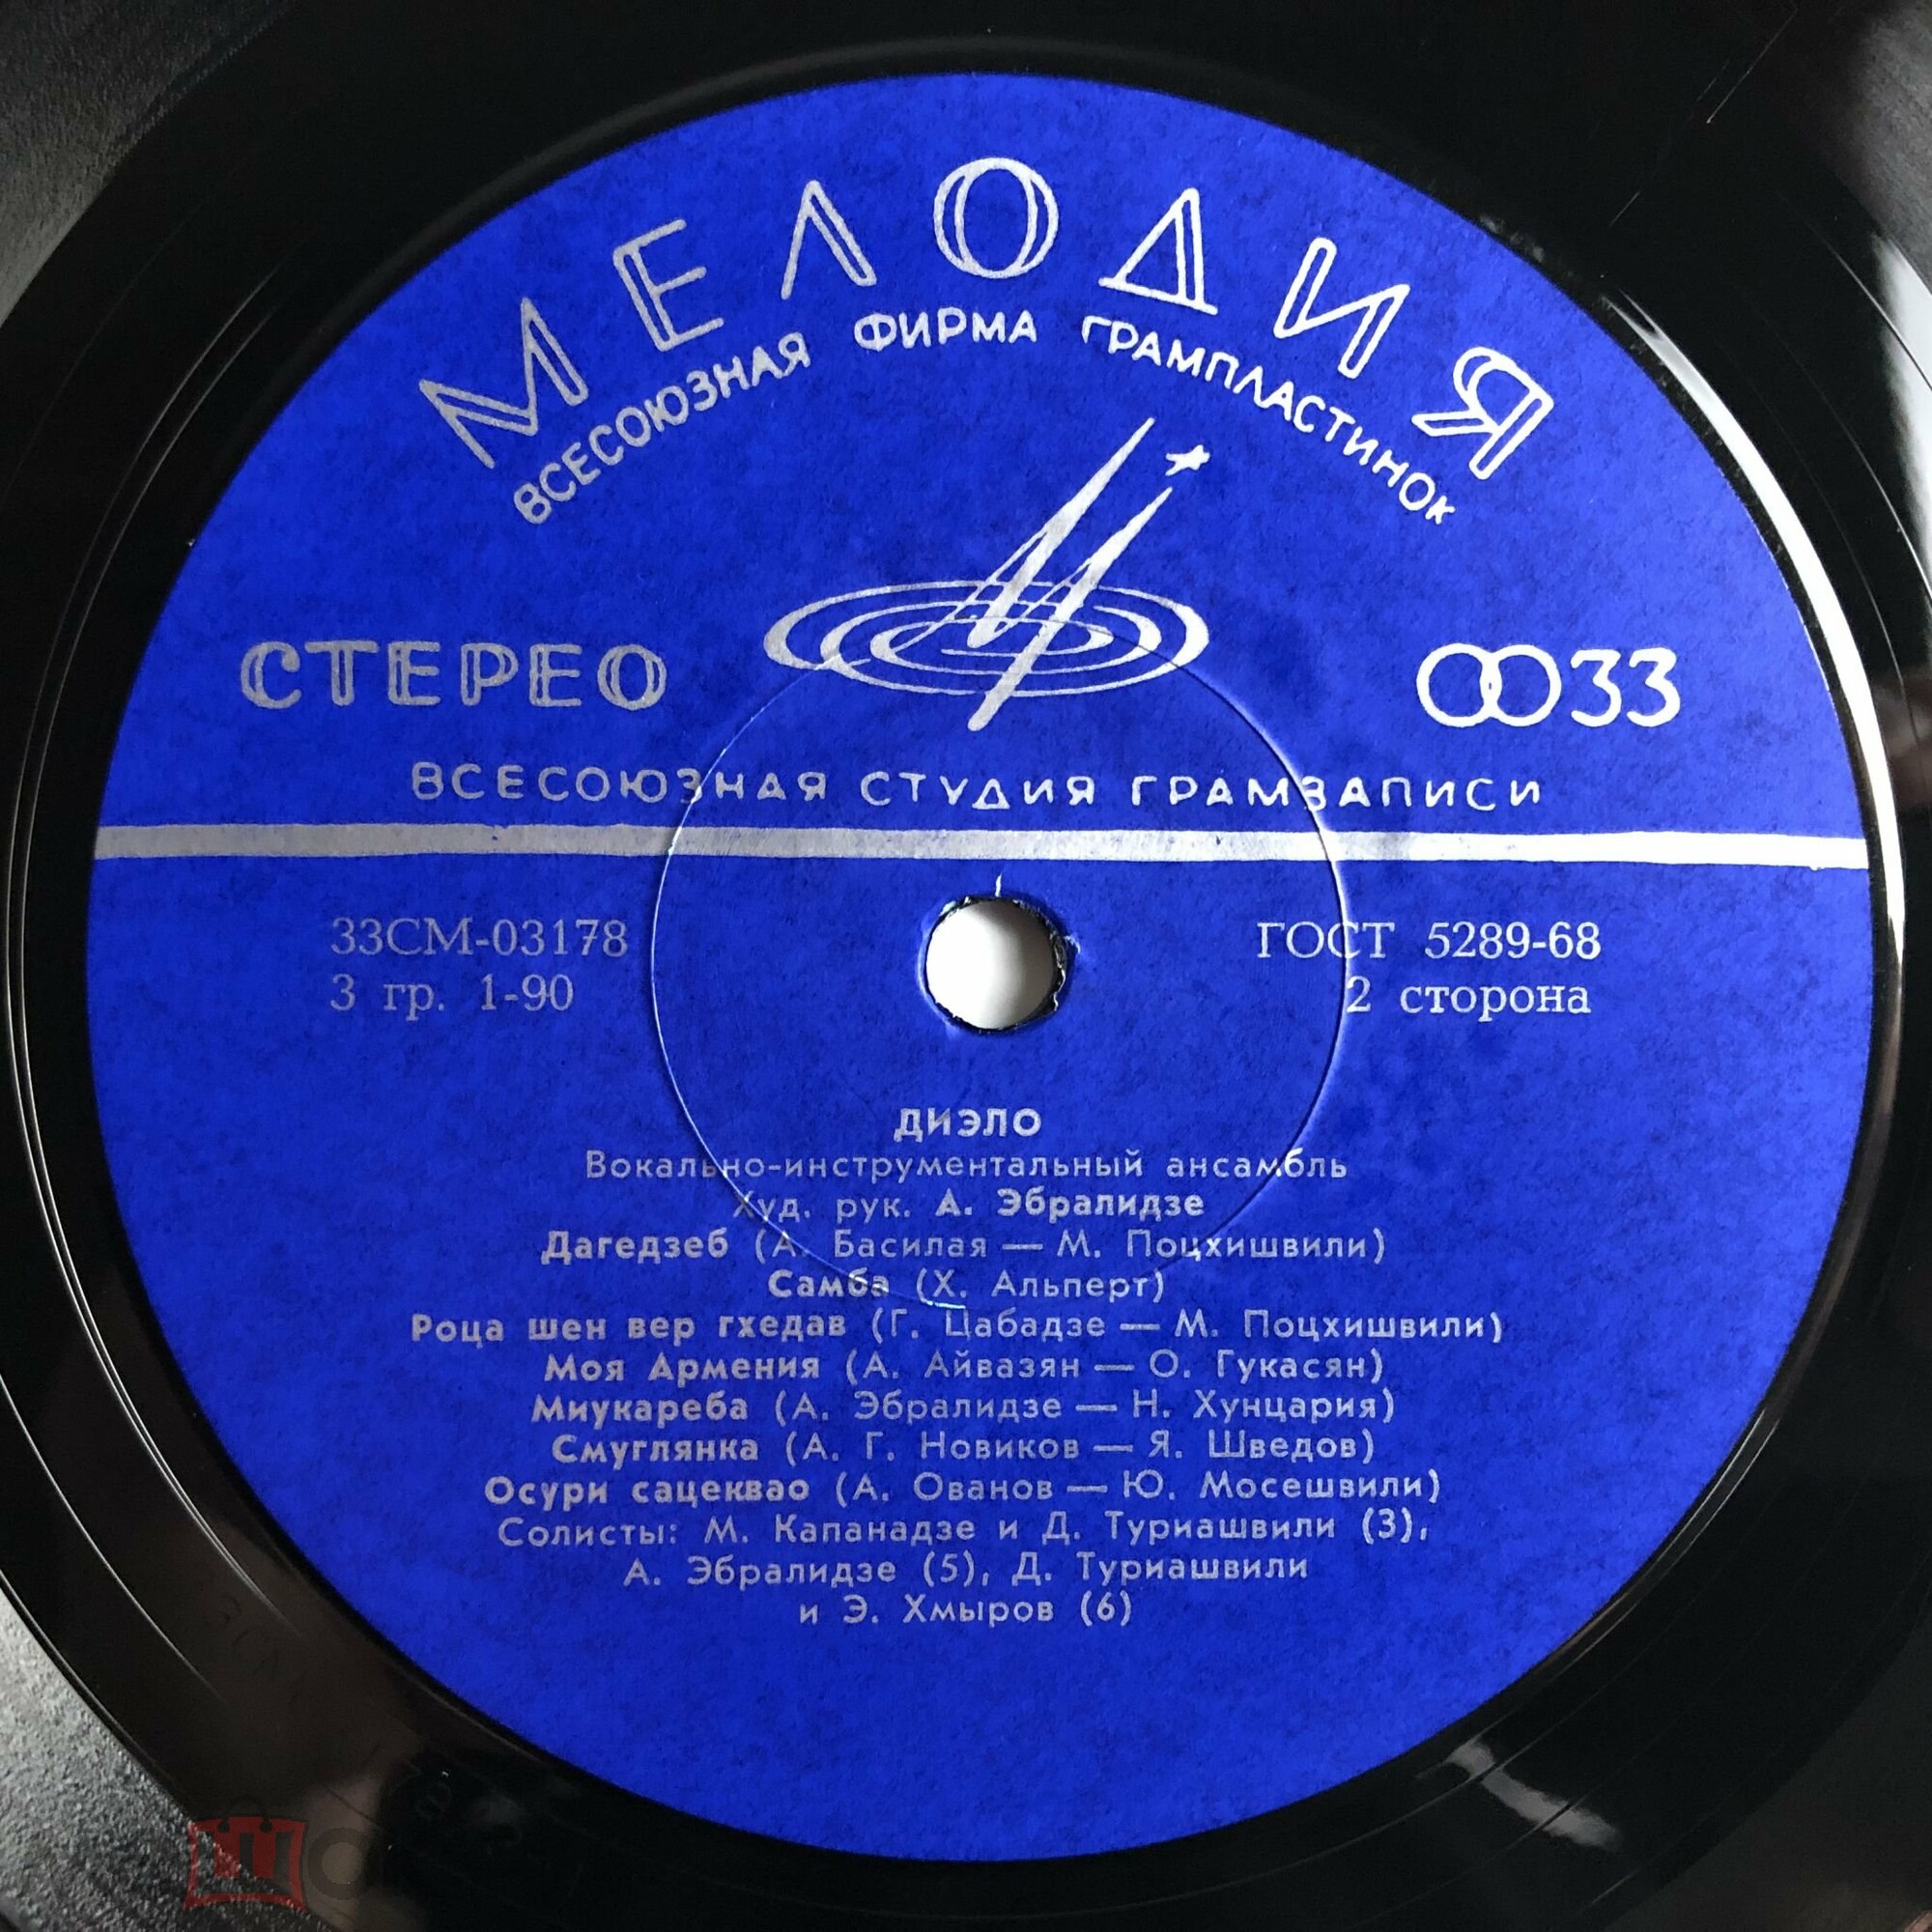 МЕЛОДИЯ
ВСЕСОЮЗНАЯ ФИРМА ГРАМПЛАСТИНОК
СТЕРЕО
33
ВСЕСОЮЗНАЯ СТУДИЯ ГРАМЗАПИСИ
33СМ-03178
ГОСТ 5289-68
3 гр. 1-90
2 сторона
ДИЭЛО
Вокально-инструментальный ансамбль
Худ. рук. А. Эбралидзе
Дагедзеб (А. Басилая — М. Поцхишвили)
Самба (Х. Альперт)
Роца шен вер гхедав (Г. Цабадзе — М. Поцхишвили)
Моя Армения (А. Айвазян — О. Гукасян)
Миукареба (А. Эбралидзе — Н. Хунцария)
Смуглянка (А. Г. Новиков — Я. Шведов)
Осури сацеквао (А. Ованов — Ю. Мосешвили)
Солисты: М. Капанадзе и Д. Туриашвили (3),
А. Эбралидзе (5), Д. Туриашвили
и Э. Хмыров (6)